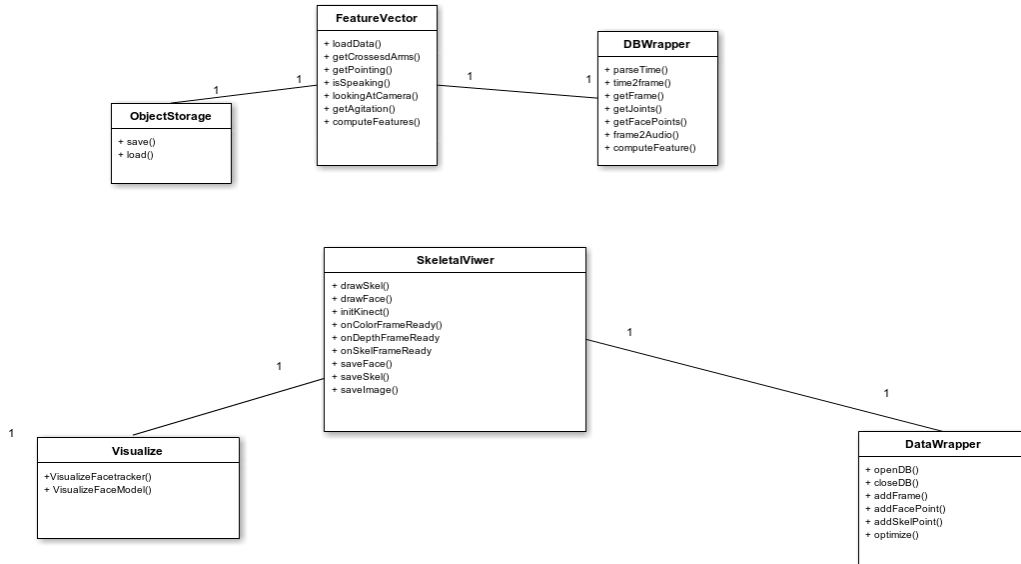 FeatureVector
+ loadData()
+ getCrossesdArms()
+ getPointing()
+ isSpeaking()
+ lookingAtCamera()
+ getAgitation()
+ computeFeatures()
DBWrapper
+ parseTime()
+ time2frame()
+ getFrame()
+ getJoints()
+ getFacePoints()
+ frame2Audio()
+ computeFeature()
1
1
1
1
ObjectStorage
+ save()
+ load()
SkeletalViwer
+ drawSkel()
+ drawFace()
+ initKinect()
+ onColorFrameReady()
+ onDepthFrameReady
+ onSkelFrameReady
+ saveFace()
+ saveSkel()
+ saveImage()
1
1
1
1
Visualize
+VisualizeFacetracker()
+ VisualizeFaceModel()
DataWrapper
+ openDB()
+ closeDB()
+ addFrame()
+ addFacePoint()
+ addSkelPoint()
+ optimize()